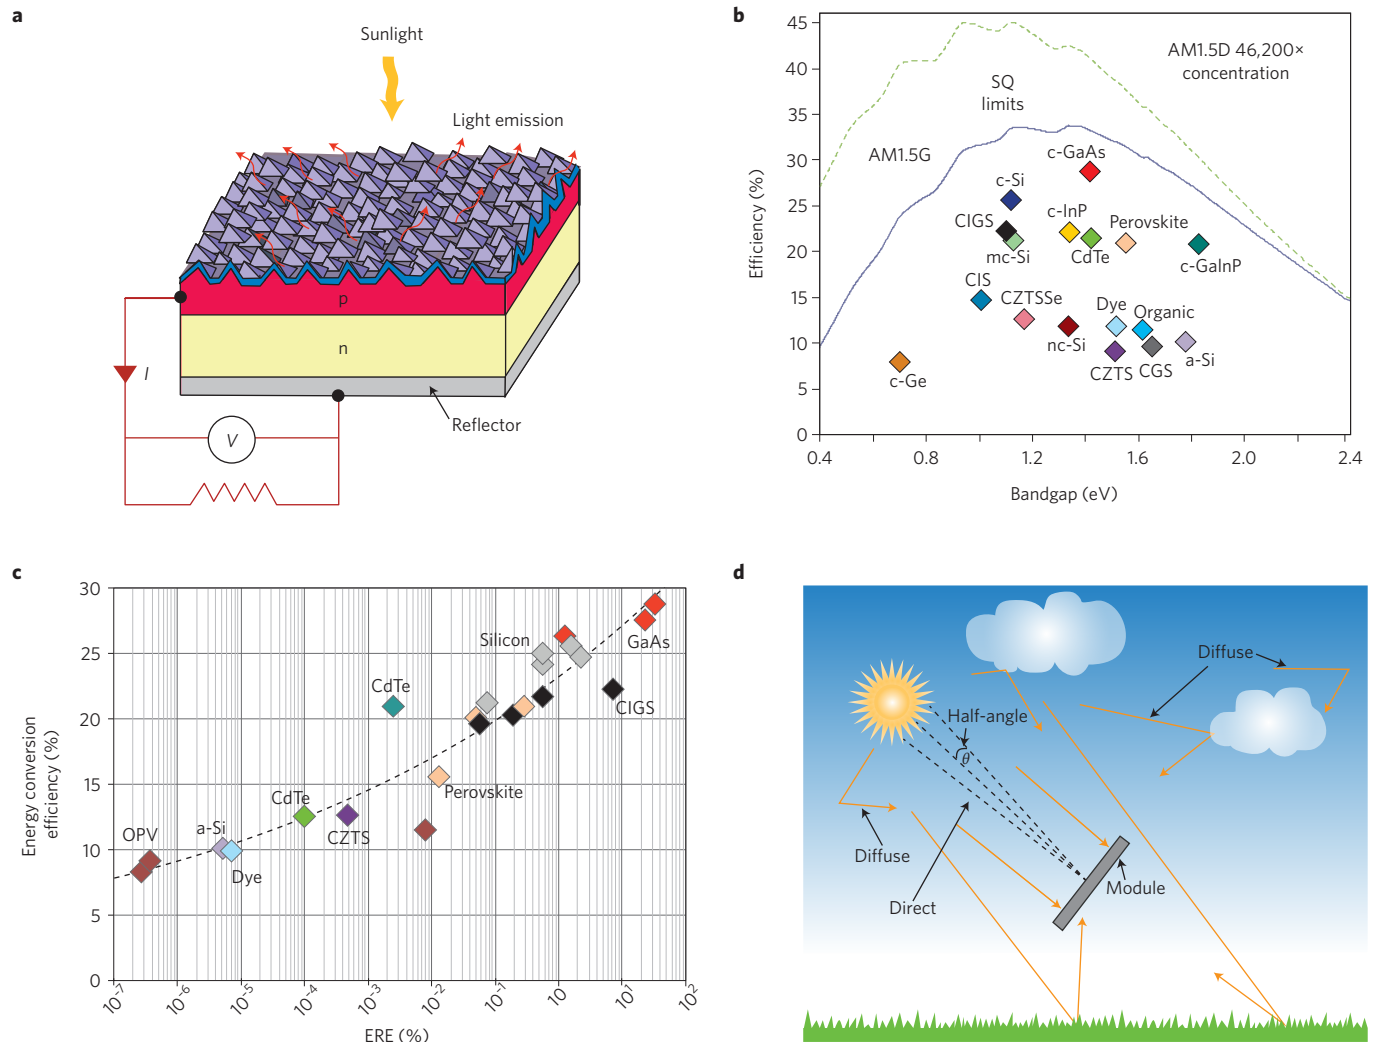 a
Sunlight
Light emission
p
n
I
V
Reflector
b
45
40
35
30
25
20
15
10
5
0
Efficiency (%)
AM1.5D 46,200×
concentration
SQ
limits
AM1.5G
c-GaAs
c-Si
CIGS
mc-Si
c-InP
CdTe
Perovskite
c-GaInP
CIS
CZTSSe
nc-Si
Dye
Organic
CZTS
CGS
a-Si
c-Ge
0.4
0.8
1.2
1.6
2.0
2.4
Bandgap (eV)
c
30
25
20
15
10
5
0
Energy conversion
efficiency (%)
Silicon
GaAs
CdTe
CIGS
Perovskite
CdTe
CZTS
OPV
a-Si
Dye
10-7
10-6
10-5
10-4
10-3
10-2
10-1
10
101
102
ERE (%)
d
Diffuse
Half-angle
θ
Diffuse
Direct
Module